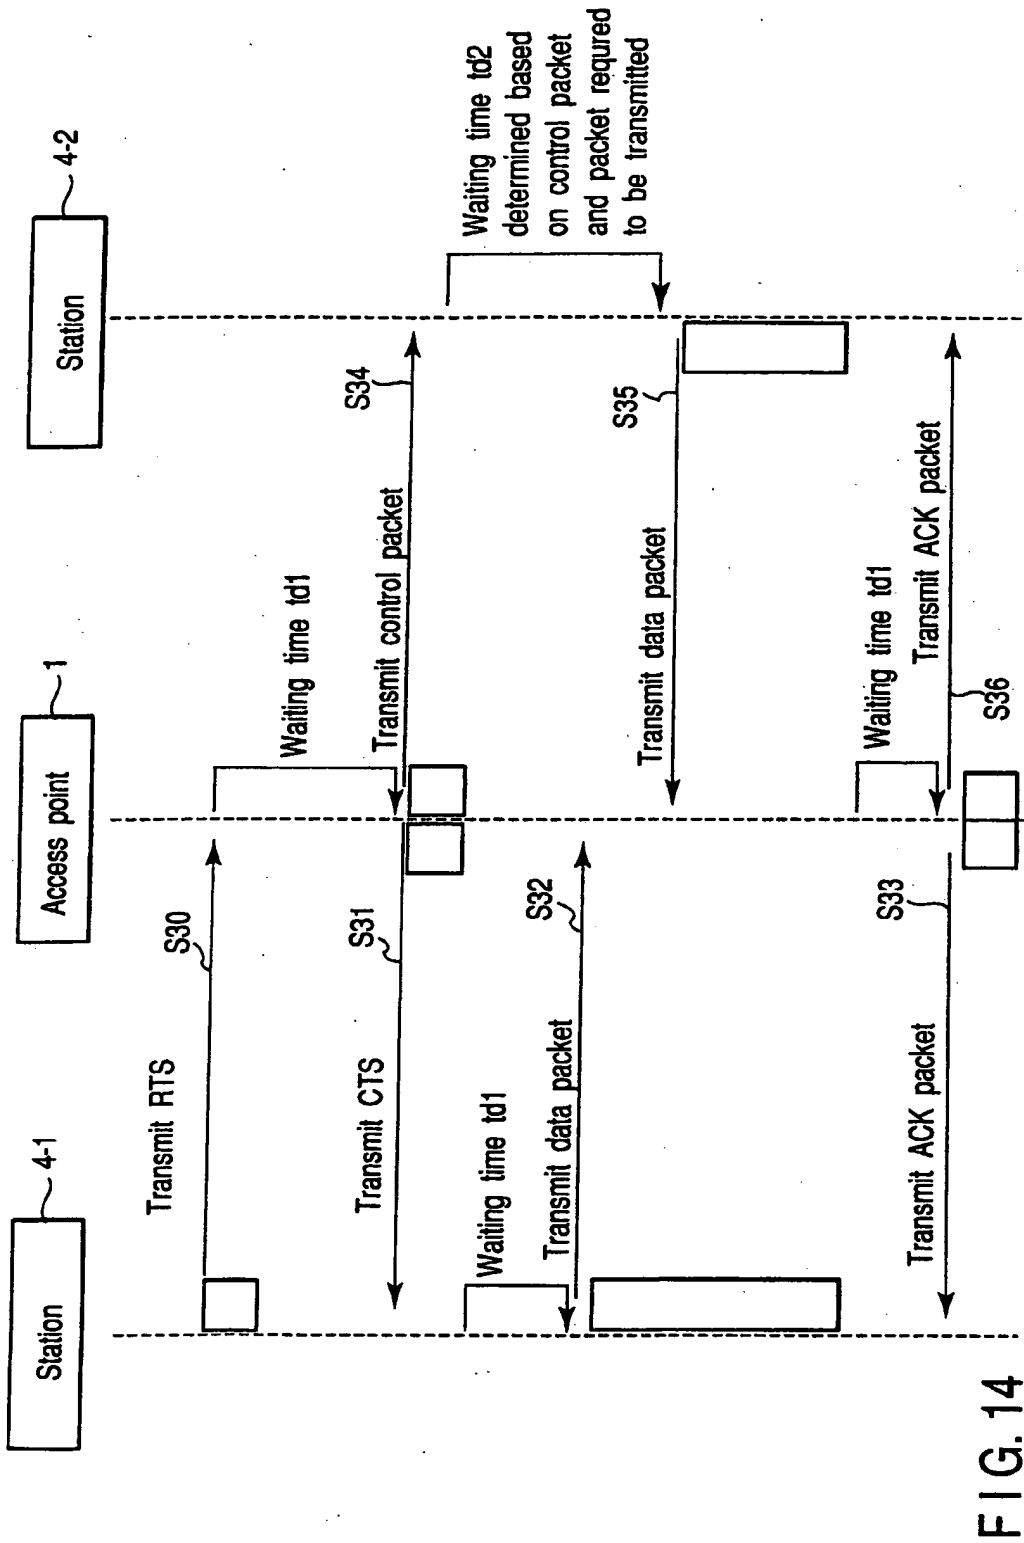 Station
4-1
Access point
1
Station
4-2
Transmit RTS
S30
Waiting time td1
Transmit CTS
S31
Transmit control packet
S34
Waiting time td2
determined based
on control packet
and packet requred
to be transmitted
Waiting time td1
Transmit data packet
S32
Transmit data packet
S35
Waiting time td1
Transmit ACK packet
S33
Transmit ACK packet
S36
FIG. 14